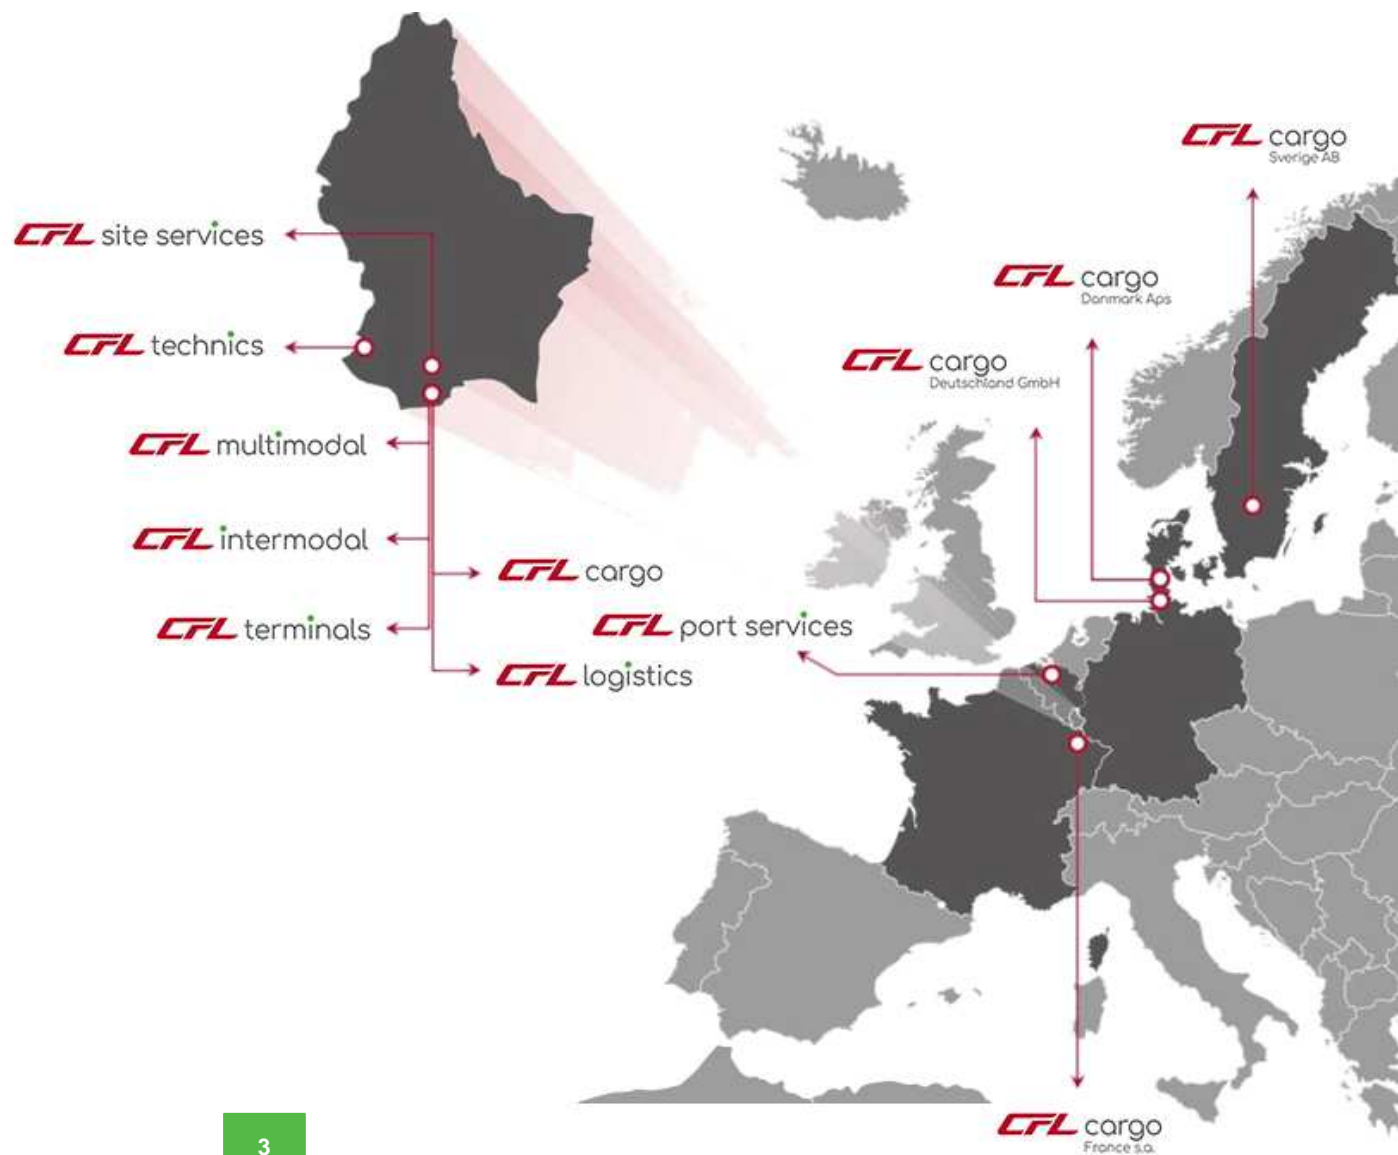 CFL cargo
Sverige AB
CFL site services
CFL cargo
Danmark Aps
CFL technics
CFL cargo
Deutschland GmbH
CFL multimodal
CFL intermodal
CFL cargo
CFL terminals
CFL port services
CFL logistics
CFL cargo
France s.a.
3